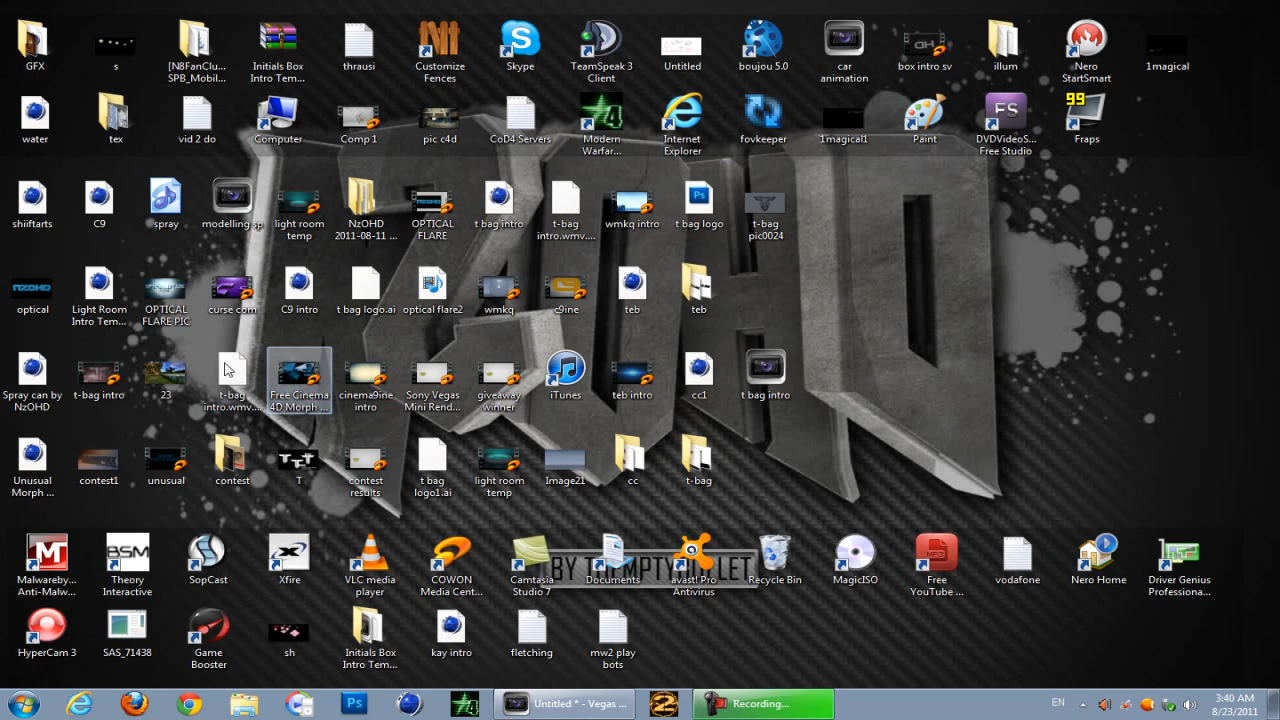 GFX
s
[N8FanClu...
SPB_Mobil...
Initials Box
Intro Tem...
thrausi
Customize
Fences
Skype
TeamSpeak 3
Client
Untitled
boujou 5.0
car
animation
box intro sv
illum
Nero
StartSmart
1magical
water
tex
vid 2 do
Computer
Comp 1
pic c4d
CoD4 Servers
Modern
Warfar...
Internet
Explorer
fovkeeper
1magical1
Paint
DVDVideoS...
Free Studio
99
Fraps
shiiftarts
C9
spray
modelling sp
light room
temp
NzOHD
2011-08-11 ...
OPTICAL
FLARE
t bag intro
t-bag
intro.wmv....
wmkq intro
t bag logo
t-bag
pic0024
optical
Light Room
Intro Tem...
OPTICAL
FLARE PIC
curse com
C9 intro
t bag logo.ai
optical flare2
wmkq
c9ine
teb
teb
Spray can by
NzOHD
t-bag intro
23
t-bag
intro.wmv....
Free Cinema
4D Morph ...
cinema9ine
intro
Sony Vegas
Mini Rend...
giveaway
winner
iTunes
teb intro
cc1
t bag intro
Unusual
Morph ...
contest1
unusual
contest
T
contest
results
t bag
logo1.ai
light room
temp
Image21
cc
t-bag
Malwareby...
Anti-Malw...
BSM
Theory
Interactive
SopCast
Xfire
VLC media
player
COWON
Media Cent...
Camtasia
Studio 7
Documents
avast! Pro
Antivirus
Recycle Bin
MagicISO
MP3
Free
YouTube ...
vodafone
Nero Home
Driver Genius
Professiona...
HyperCam 3
SAS_71438
Game
Booster
sh
Initials Box
Intro Tem...
kay intro
fletching
mw2 play
bots
Ps
Untitled * - Vegas ...
2
Recording...
EN
3:40 AM
8/23/2011